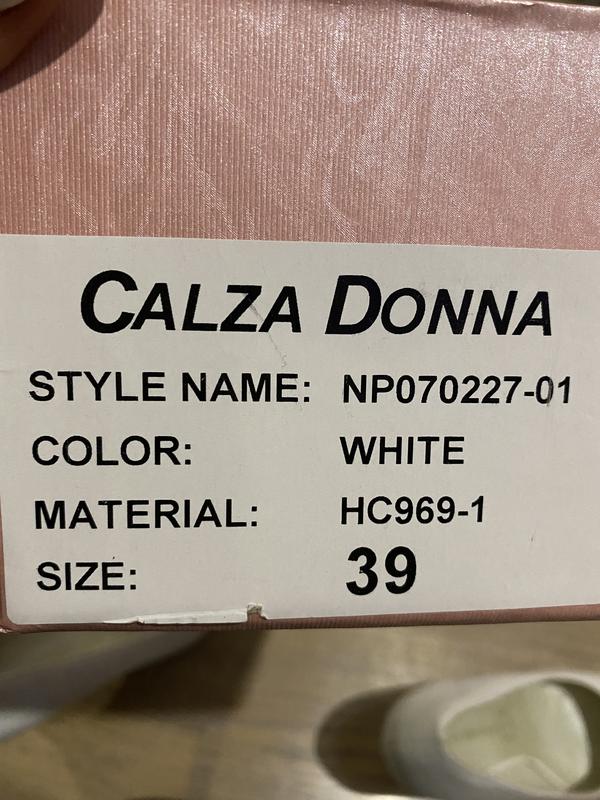 CALZA DONNA
STYLE NAME: NP070227-01
COLOR: WHITE
MATERIAL: HC969-1
SIZE: 39